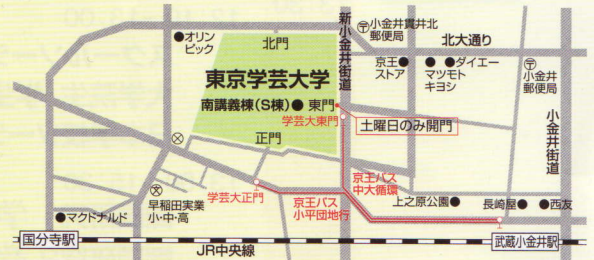 オリン
ピック
北門
新小金井街道
小金井貫井北
郵便局
北大通り
東京学芸大学
京王
ストア
マツモト
キヨシ
ダイエー
小金井
郵便局
南講義棟(S棟)
東門
学芸大東門
土曜日のみ開門
小金井街道
正門
京王バス
中大循環
早稲田実業
小・中・高
学芸大正門
京王バス
小平団地行
上之原公園
長崎屋
西友
マクドナルド
国分寺駅
JR中央線
武蔵小金井駅